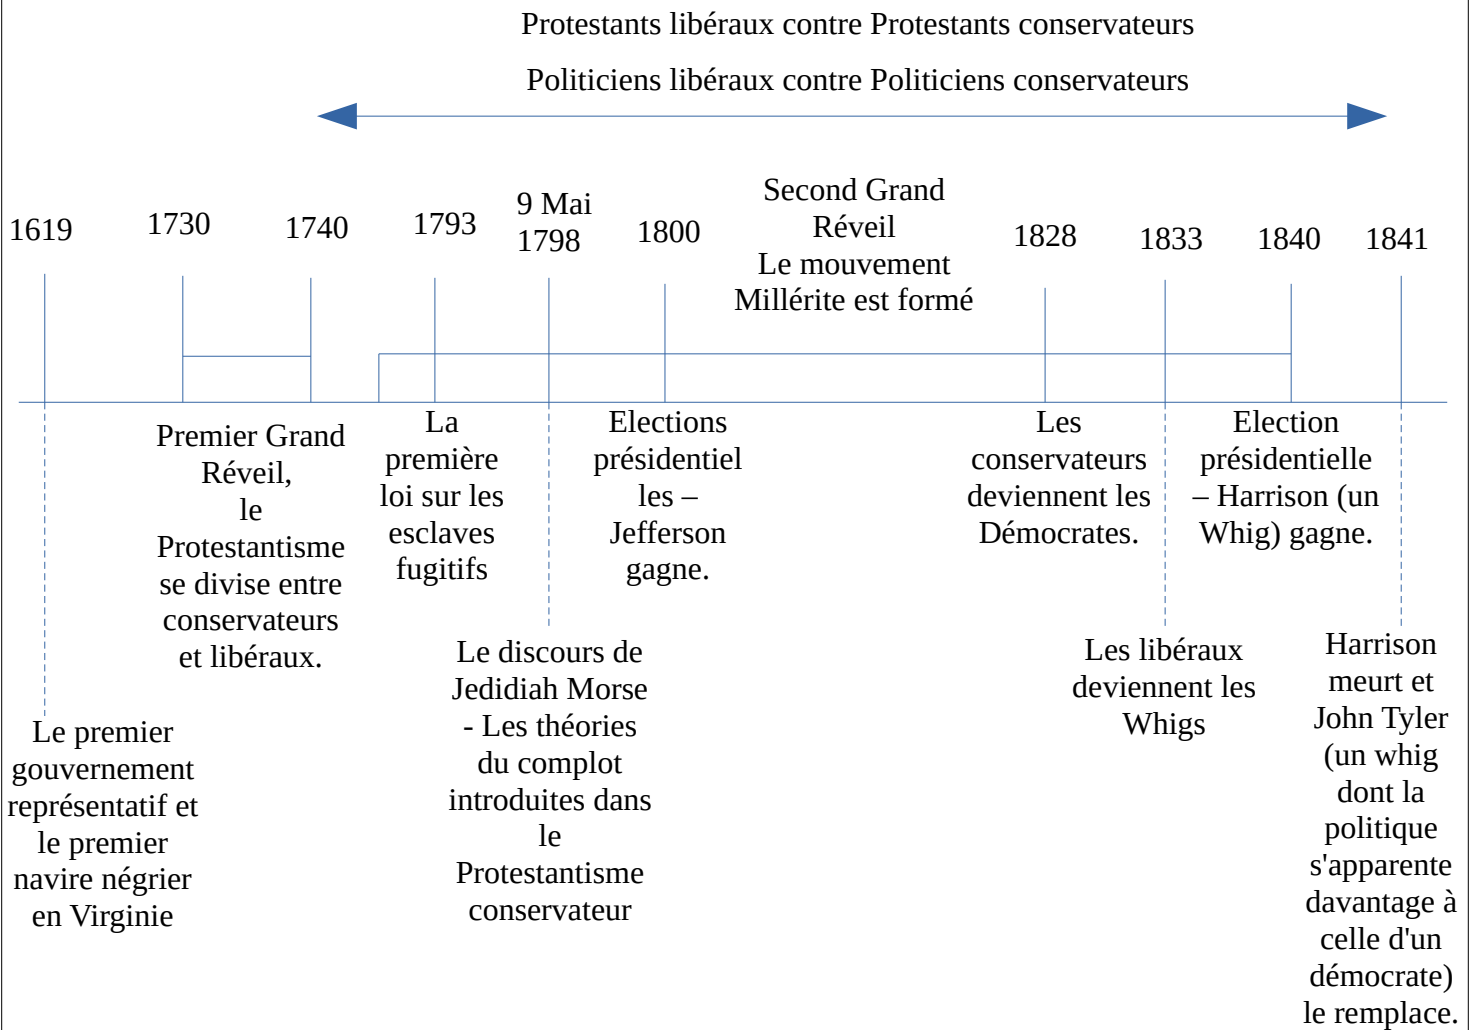 Protestants libéraux contre Protestants conservateurs
Politiciens libéraux contre Politiciens conservateurs
1619
1730
1740
1793
9 Mai
1798
1800
Second Grand
Réveil
Le mouvement
Millérite est formé
1828
1833
1840
1841
Premier Grand
Réveil,
le
Protestantisme
se divise entre
conservateurs
et libéraux.
La
première
loi sur les
esclaves
fugitifs
Elections
présidentiel
les –
Jefferson
gagne.
Les
conservateurs
deviennent les
Démocrates.
Election
présidentielle
– Harrison (un
Whig) gagne.
Le premier
gouvernement
représentatif et
le premier
navire négrier
en Virginie
Le discours de
Jedidiah Morse
- Les théories
du complot
introduites dans
le
Protestantisme
conservateur
Les libéraux
deviennent les
Whigs
Harrison
meurt et
John Tyler
(un whig
dont la
politique
s'apparente
davantage à
celle d'un
démocrate)
le remplace.